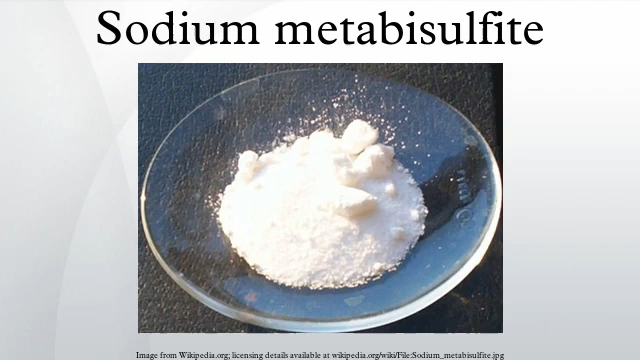 Sodium metabisulfite
Image from Wikipedia.org; licensing details available at wikipedia.org/wiki/File:Sodium_metabisulfite.jpg